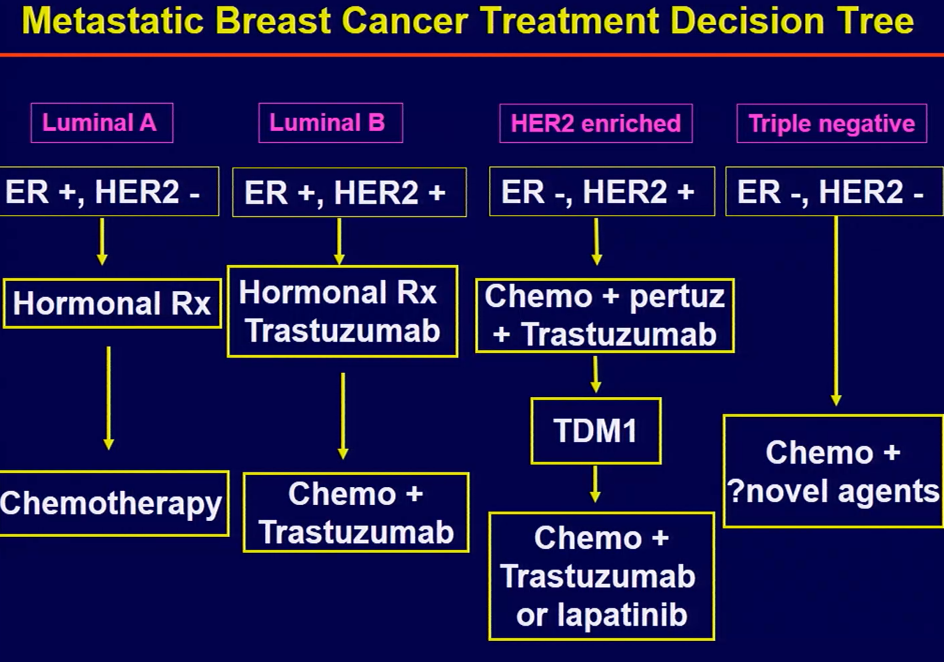 Metastatic Breast Cancer Treatment Decision Tree
Luminal A
Luminal B
HER2 enriched
Triple negative
ER +, HER2 -
ER +, HER2 +
ER -, HER2 +
ER -, HER2 -
Hormonal Rx
Hormonal Rx
Trastuzumab
Chemo + pertuz
+ Trastuzumab
TDM1
Chemotherapy
Chemo +
Trastuzumab
Chemo +
Trastuzumab
or lapatinib
Chemo +
?novel agents